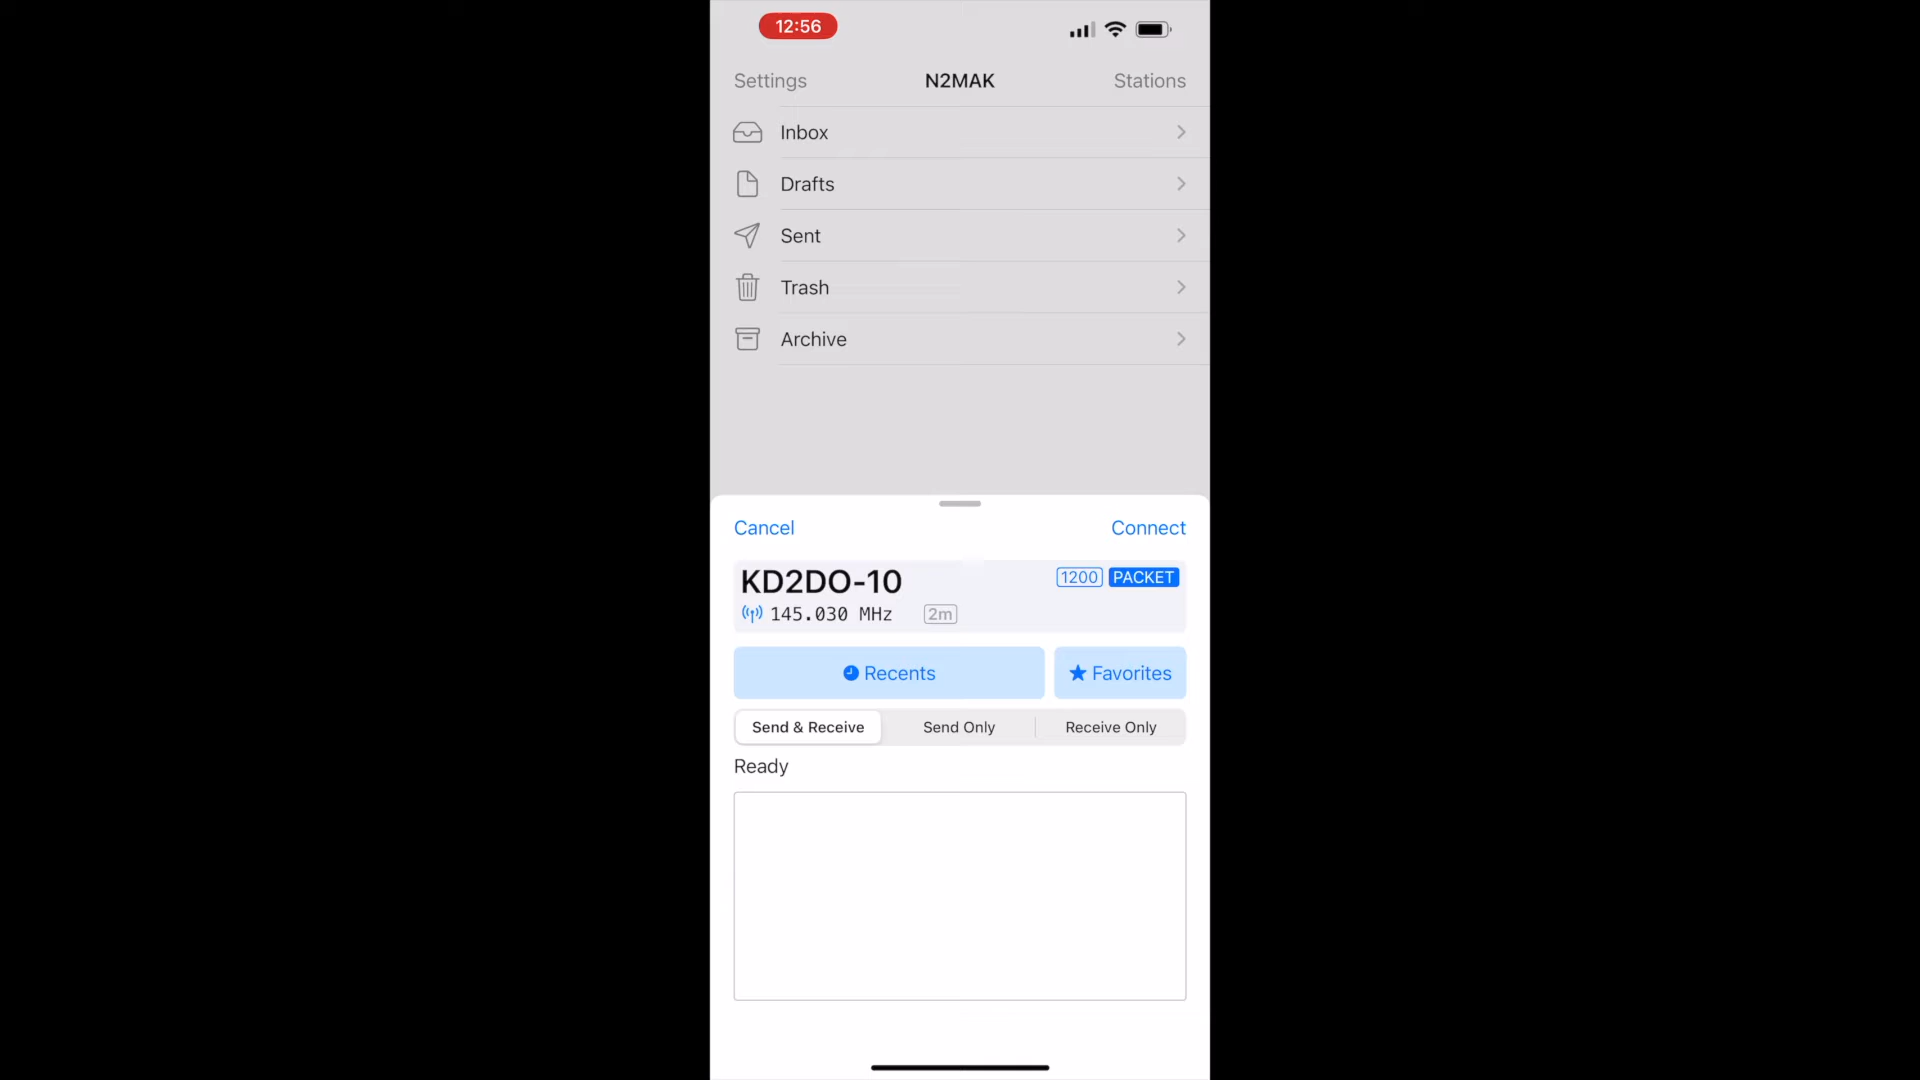 12:56
Settings N2MAK Stations
Inbox
Drafts
Sent
Trash
Archive
Cancel Connect
KD2DO-10 1200 PACKET
145.030 MHz 2m
Recents Favorites
Send & Receive Send Only Receive Only
Ready